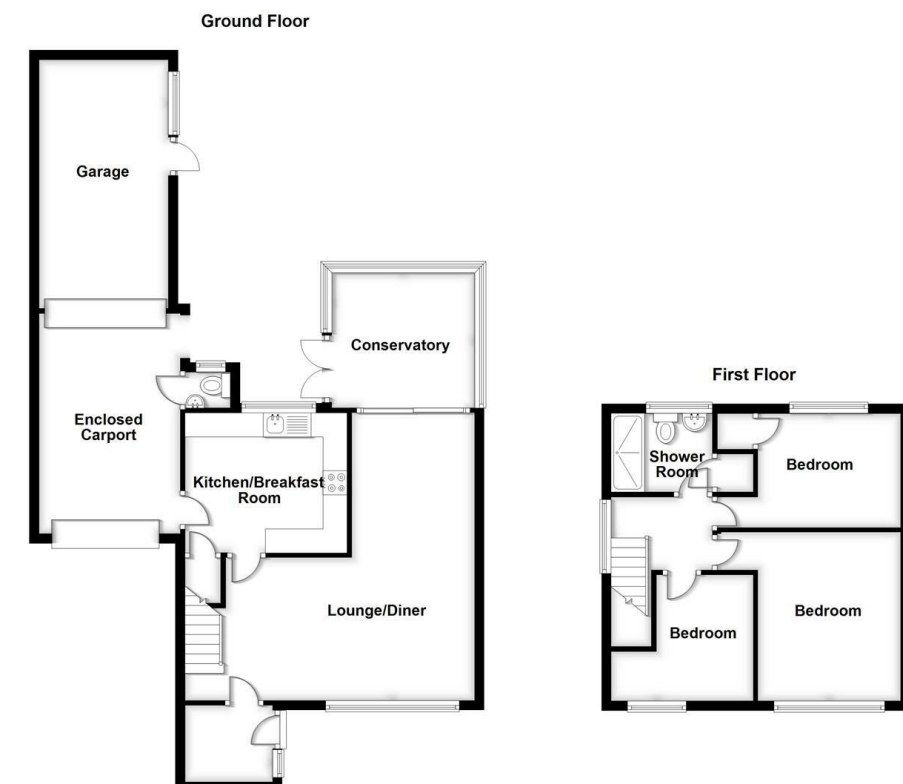 Ground Floor
Garage
Conservatory
Enclosed
Carport
Kitchen/Breakfast
Room
Lounge/Diner
First Floor
Shower
Room
Bedroom
Bedroom
Bedroom